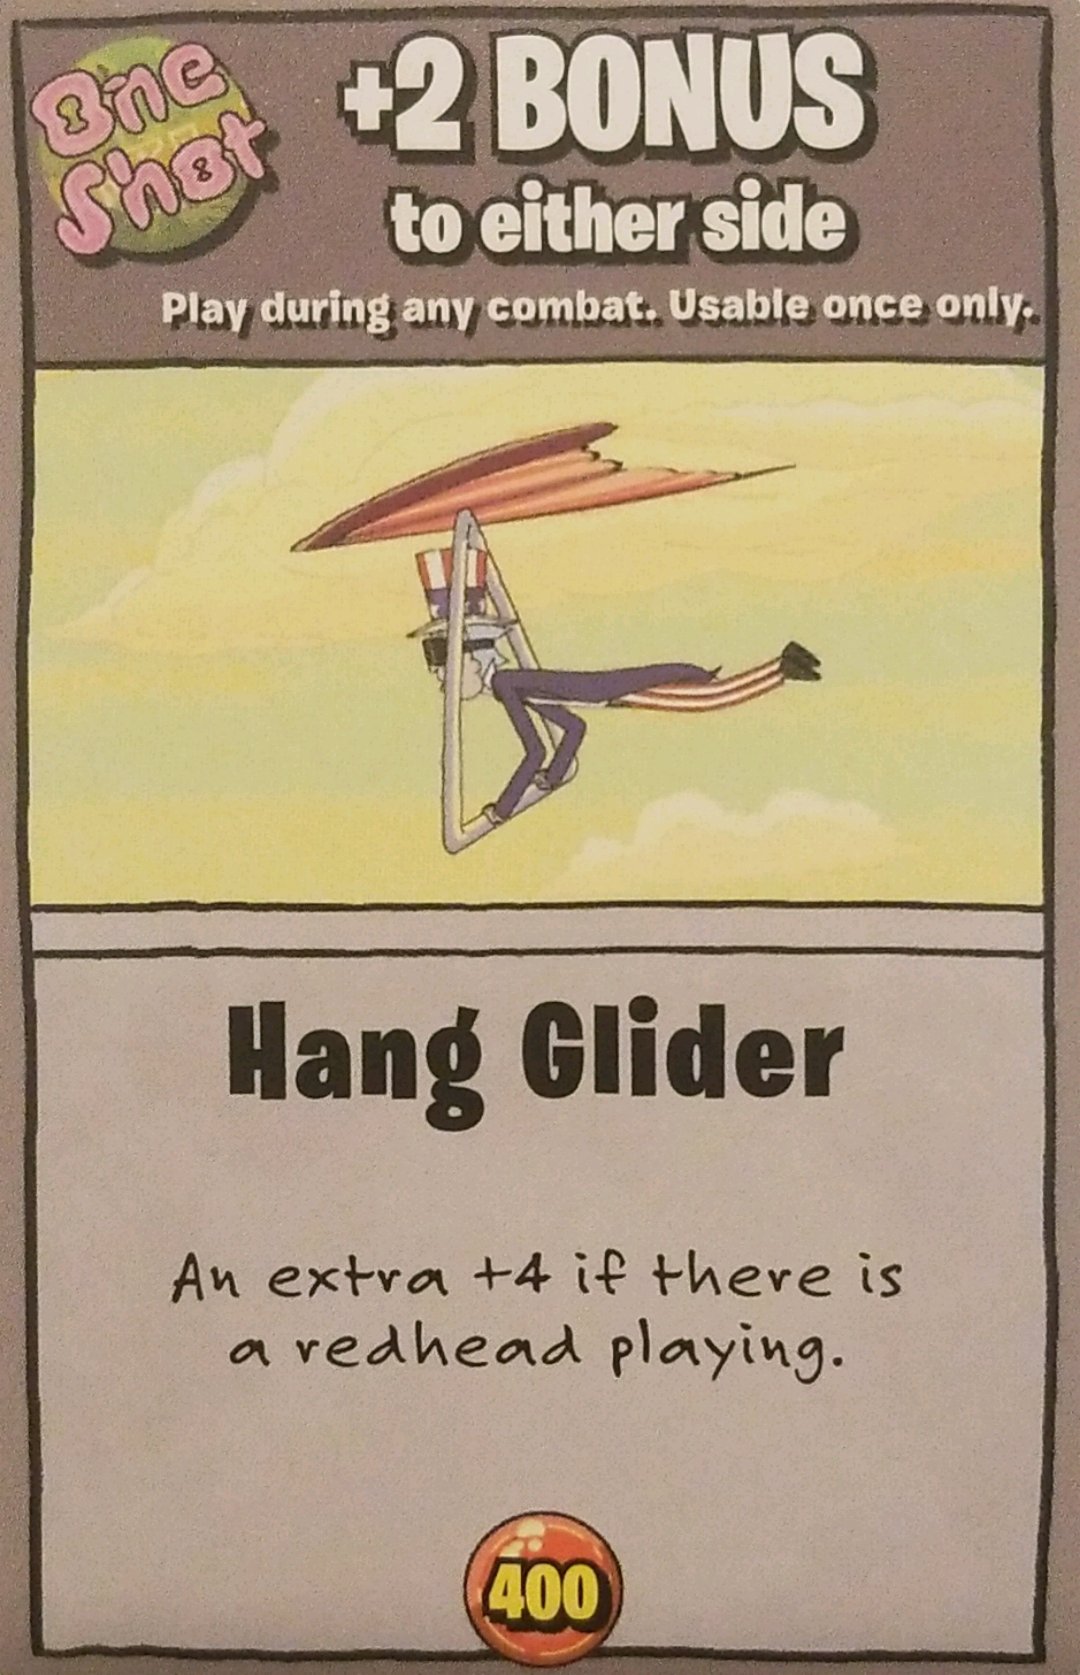 One
Shot
+2 BONUS
to either side
Play during any combat. Usable once only.
Hang Glider
An extra +4 if there is
a redhead playing.
400